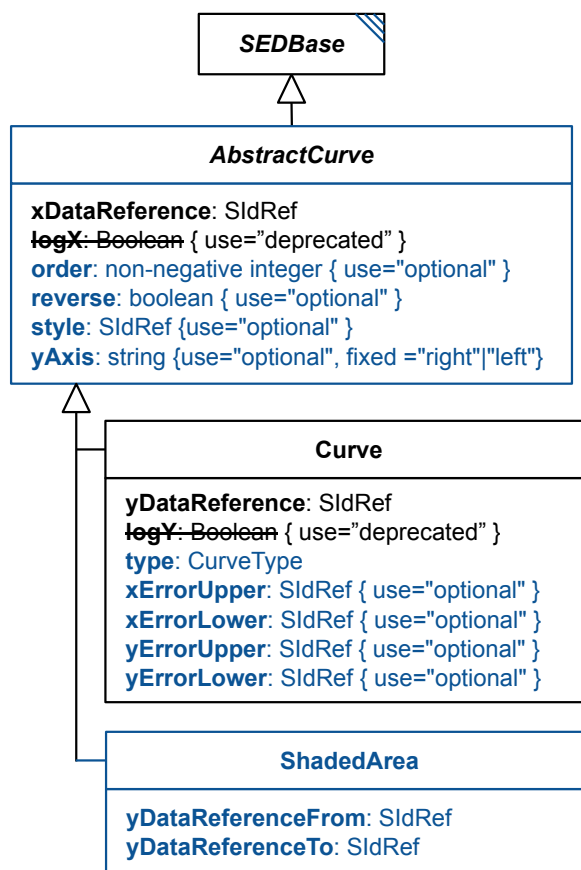 SEDBase
AbstractCurve
xDataReference: SIdRef
logX: Boolean { use=”deprecated” }
order: non-negative integer { use="optional" }
reverse: boolean { use="optional" }
style: SIdRef {use="optional" }
yAxis: string {use="optional", fixed ="right"|"left"}
Curve
yDataReference: SIdRef
logY: Boolean { use=”deprecated” }
type: CurveType
xErrorUpper: SIdRef { use="optional" }
xErrorLower: SIdRef { use="optional" }
yErrorUpper: SIdRef { use="optional" }
yErrorLower: SIdRef { use="optional" }
ShadedArea
yDataReferenceFrom: SIdRef
yDataReferenceTo: SIdRef